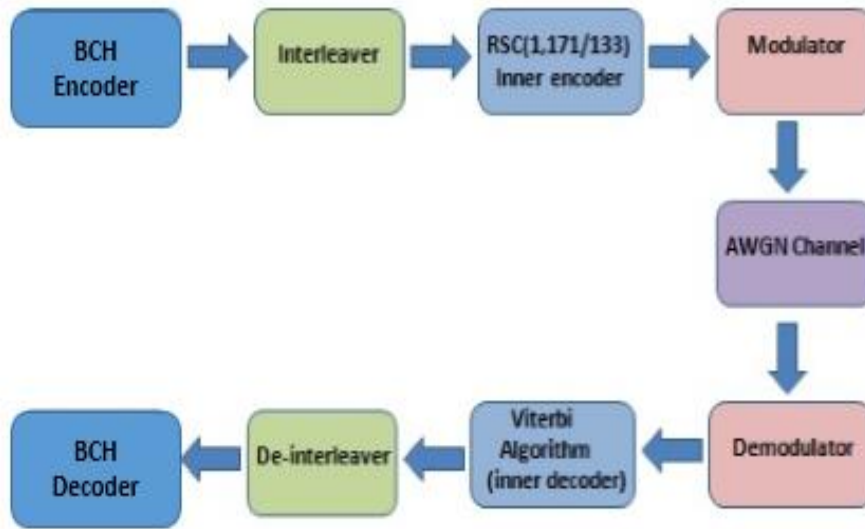 BCH
Encoder
Interleaver
RSC(1,171/133)
Inner encoder
Modulator
AWGN Channel
Demodulator
Viterbi
Algorithm
(inner decoder)
De-interleaver
BCH
Decoder